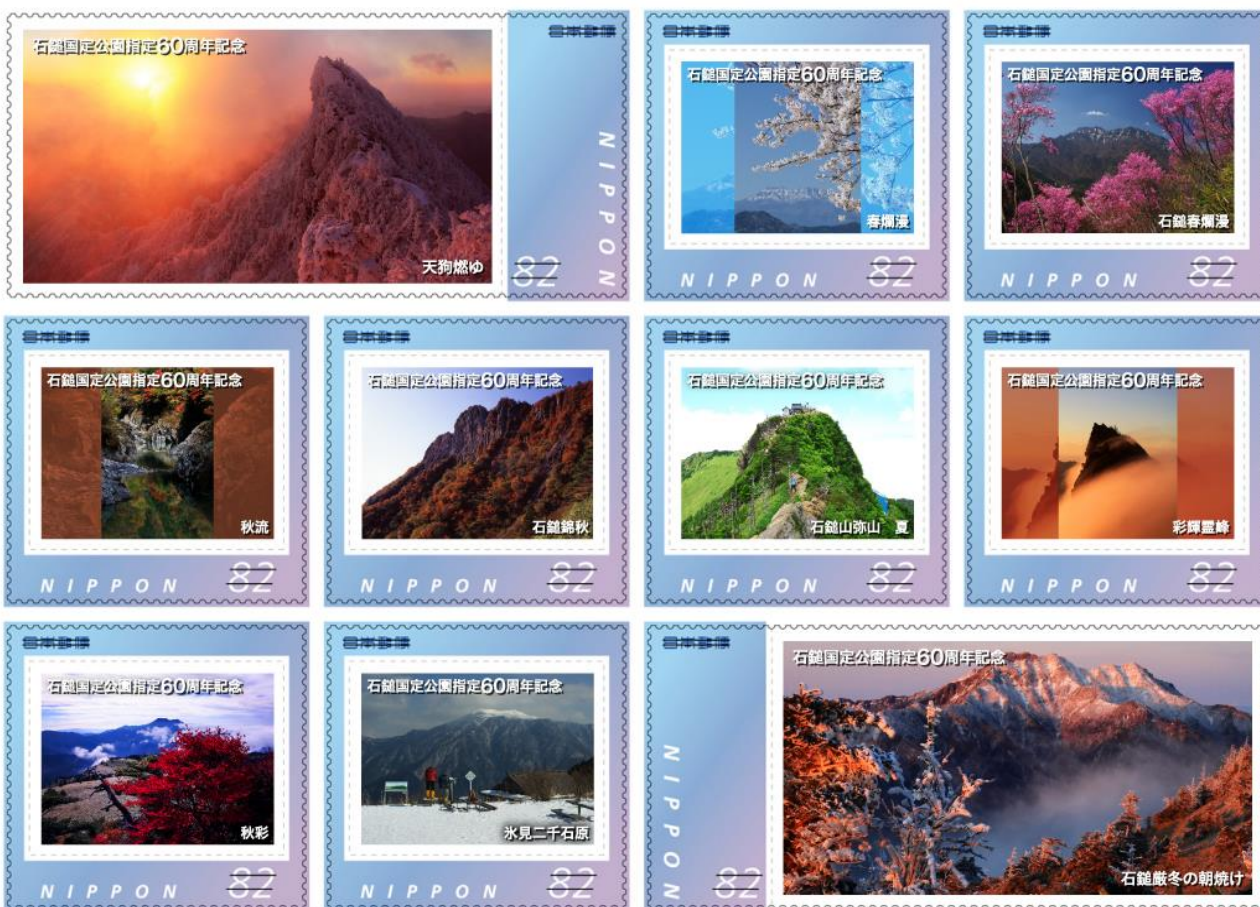 石鎚国定公園指定60周年記念
天狗燃ゆ
日本郵便
NIPPON
82
日本郵便
石鎚国定公園指定60周年記念
春爛漫
NIPPON 82
日本郵便
石鎚国定公園指定60周年記念
石鎚春爛漫
NIPPON 82
日本郵便
石鎚国定公園指定60周年記念
秋流
NIPPON 82
日本郵便
石鎚国定公園指定60周年記念
石鎚錦秋
NIPPON 82
日本郵便
石鎚国定公園指定60周年記念
石鎚山弥山　夏
NIPPON 82
日本郵便
石鎚国定公園指定60周年記念
彩輝霊峰
NIPPON 82
日本郵便
石鎚国定公園指定60周年記念
秋彩
NIPPON 82
日本郵便
石鎚国定公園指定60周年記念
氷見二千石原
NIPPON 82
日本郵便
NIPPON
82
石鎚国定公園指定60周年記念
石鎚厳冬の朝焼け